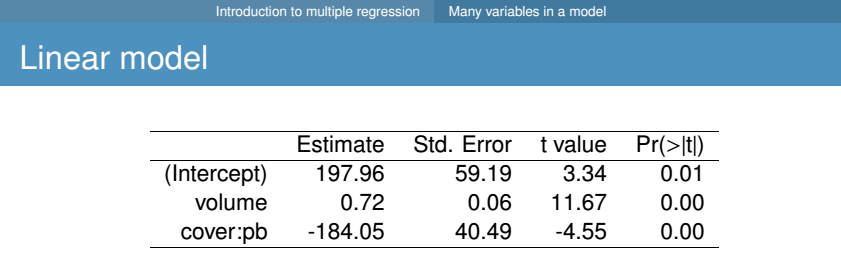 Introduction to multiple regression Many variables in a model
Linear model
Estimate Std. Error t value Pr(>|t|)
(Intercept) 197.96 59.19 3.34 0.01
volume 0.72 0.06 11.67 0.00
cover:pb -184.05 40.49 -4.55 0.00